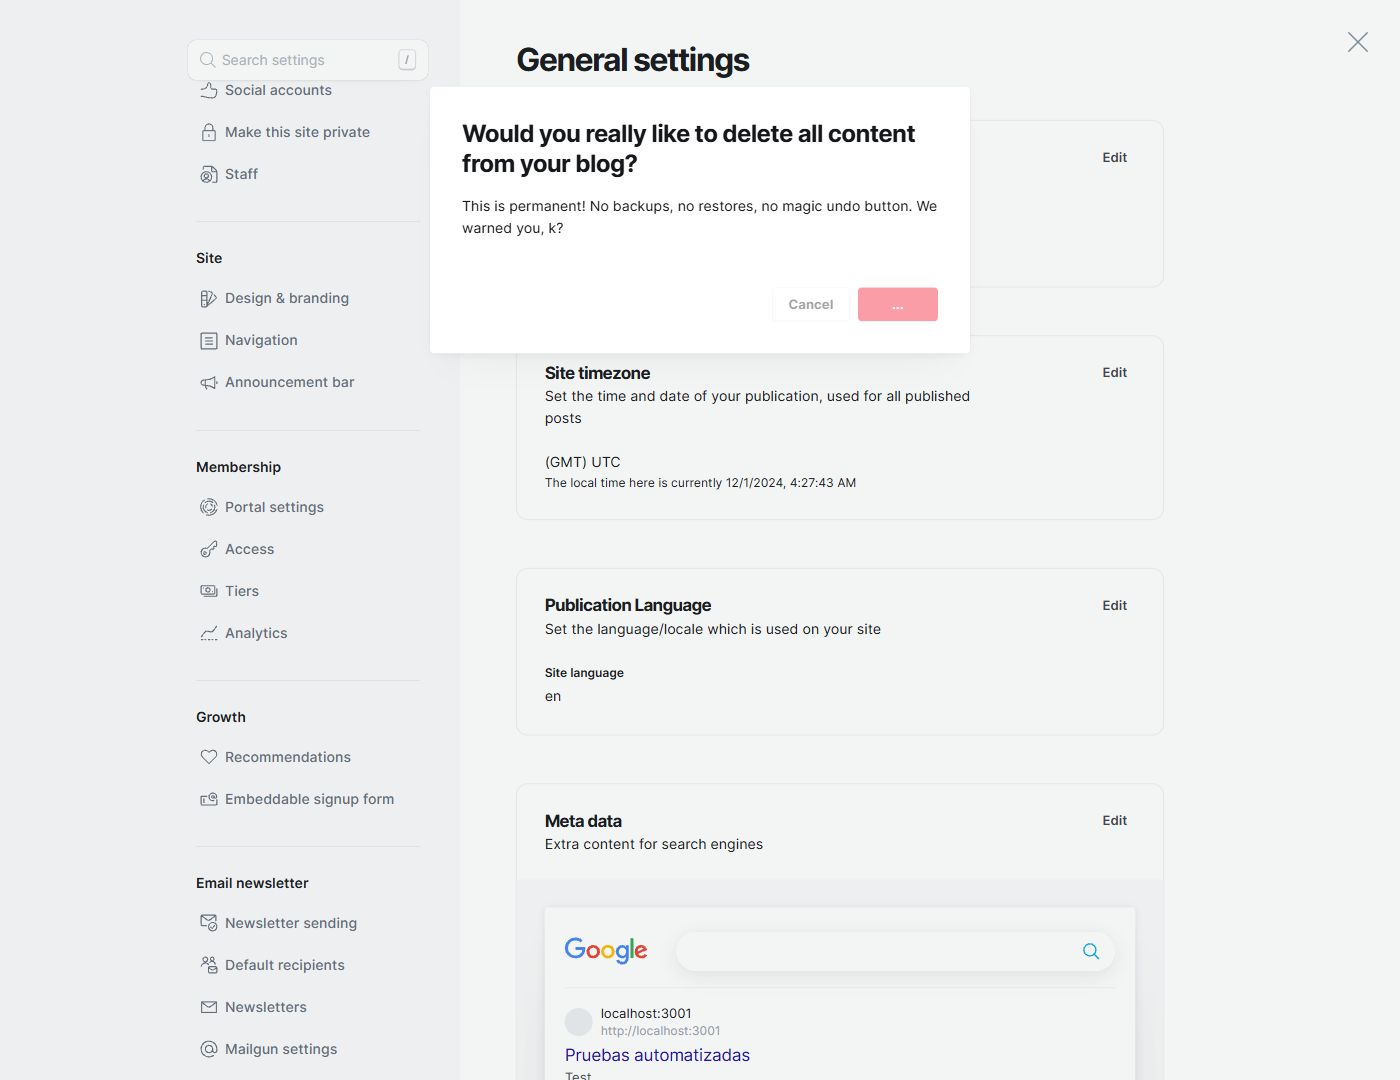 Search settings
/
Social accounts
Make this site private
Staff
Site
Design & branding
Navigation
Announcement bar
Membership
Portal settings
Access
Tiers
Analytics
Growth
Recommendations
Embeddable signup form
Email newsletter
Newsletter sending
Default recipients
Newsletters
Mailgun settings
General settings
Edit
Would you really like to delete all content
from your blog?
This is permanent! No backups, no restores, no magic undo button. We
warned you, k?
Cancel
...
Site timezone
Edit
Set the time and date of your publication, used for all published
posts
(GMT) UTC
The local time here is currently 12/1/2024, 4:27:43 AM
Publication Language
Edit
Set the language/locale which is used on your site
Site language
en
Meta data
Edit
Extra content for search engines
Google
localhost:3001
http://localhost:3001
Pruebas automatizadas
Test